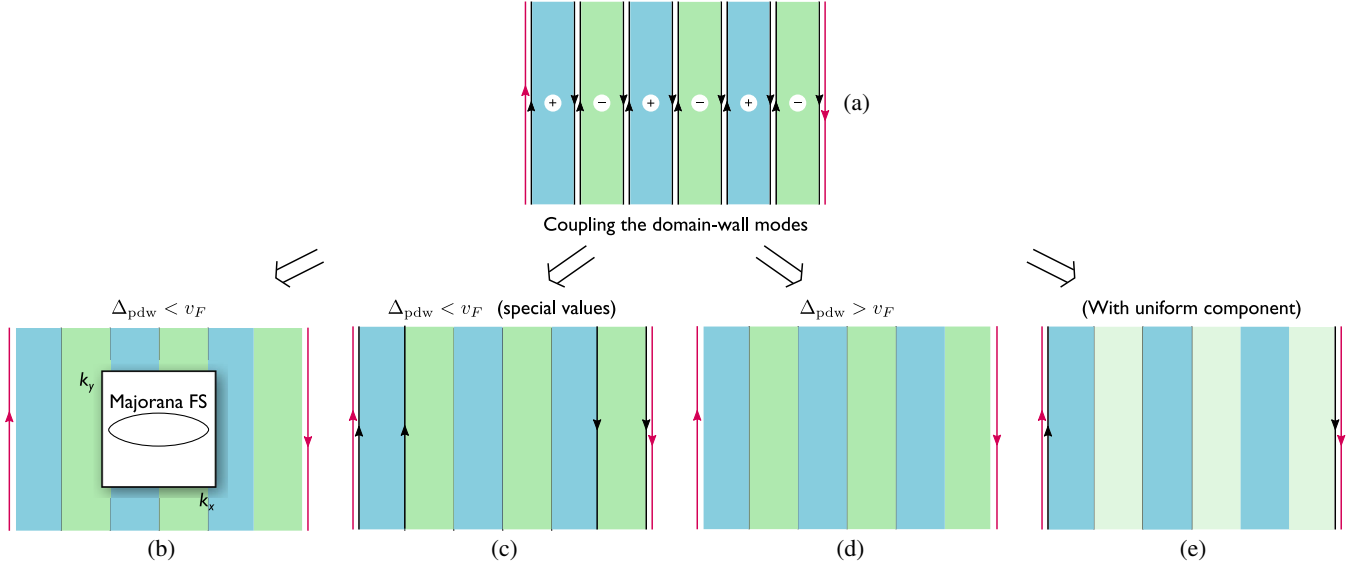 + − + − + −
(a)
Coupling the domain-wall modes
Δpdw < vF
Δpdw < vF (special values)
Δpdw > vF
(With uniform component)
ky
Majorana FS
kx
(b)
(c)
(d)
(e)